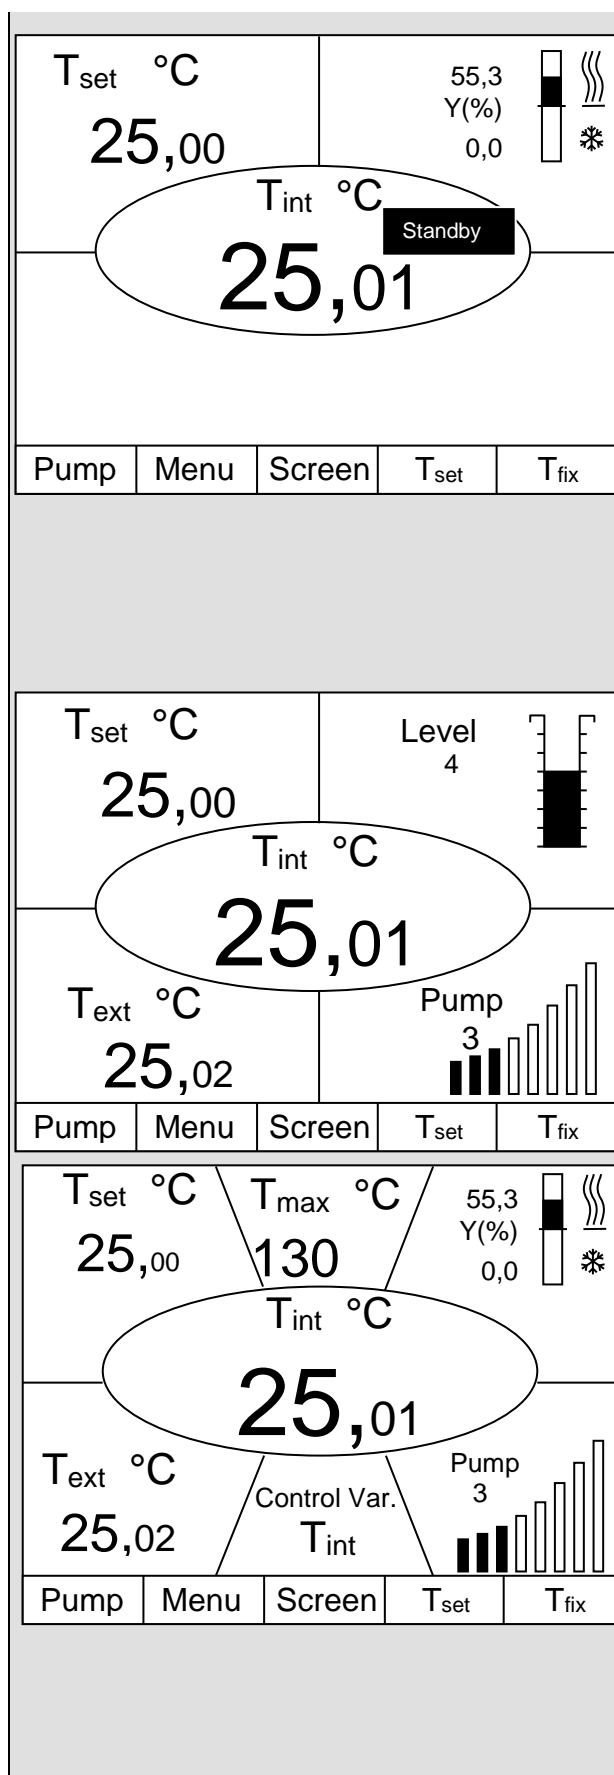 Tset °C
25,00
55,3
Y(%)
0,0
Tint °C
Standby
25,01
Pump Menu Screen Tset Tfix
Tset °C
25,00
Level
4
Tint °C
25,01
Text °C
25,02
Pump
3
Pump Menu Screen Tset Tfix
Tset °C
25,00
Tmax °C
130
55,3
Y(%)
0,0
Tint °C
25,01
Text °C
25,02
Control Var.
Tint
Pump
3
Pump Menu Screen Tset Tfix